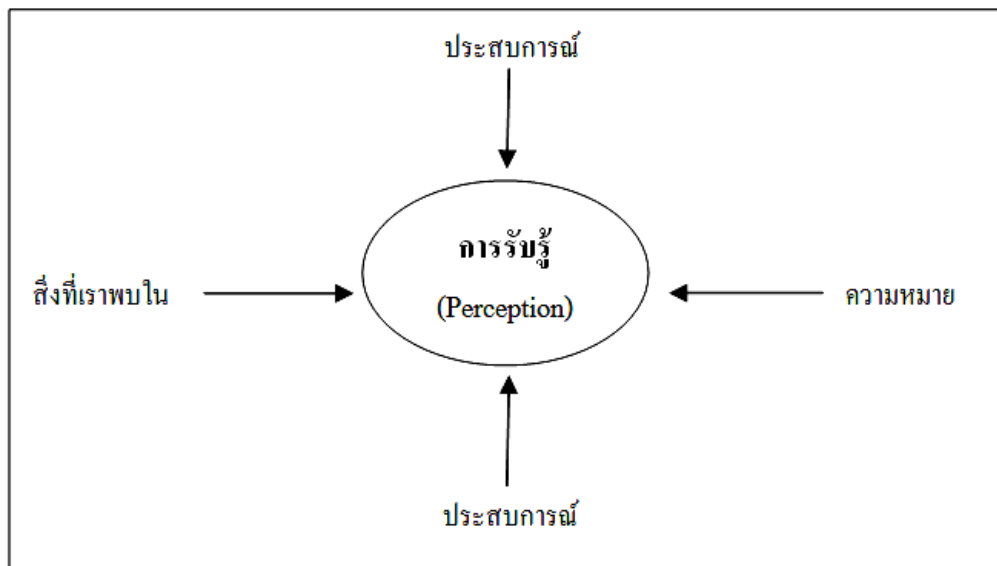 ประสบการณ์
การรับรู้
สิ่งที่เราพบใน
(Perception)
ความหมาย
ประสบการณ์